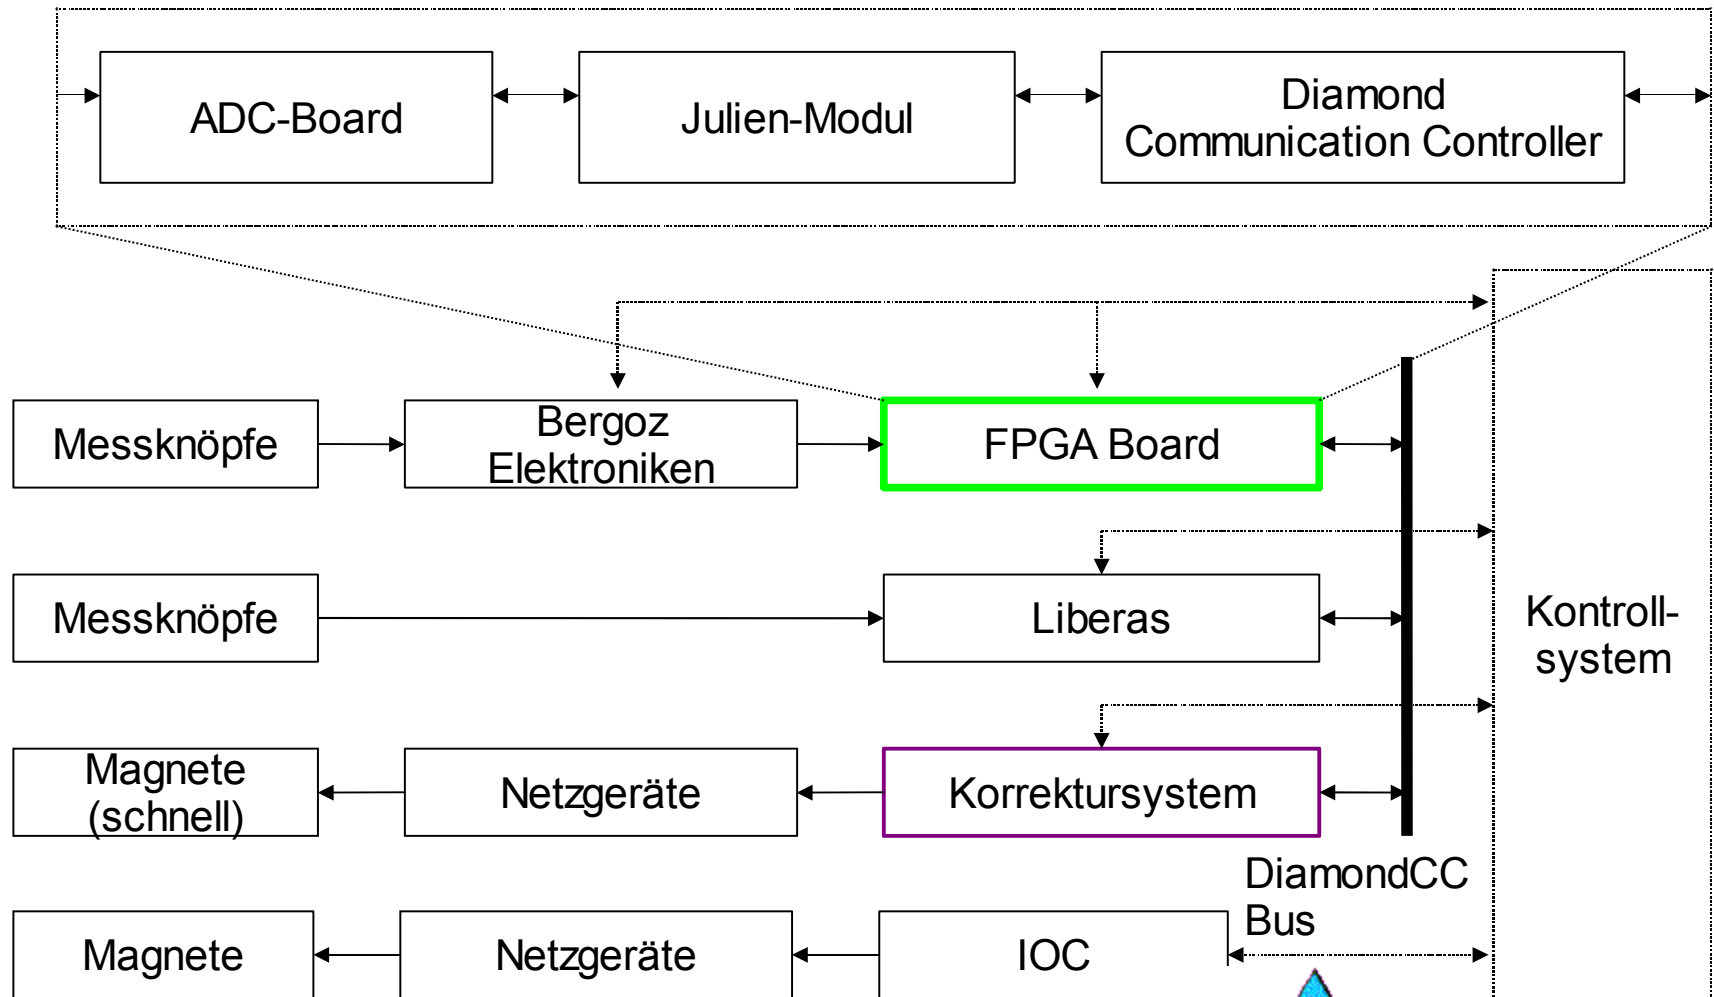 ADC-Board
Julien-Modul
Diamond
Communication Controller
Messknöpfe
Bergoz
Elektroniken
FPGA Board
Messknöpfe
Liberas
Kontroll-
system
Magnete
(schnell)
Netzgeräte
Korrektursystem
DiamondCC
Bus
Magnete
Netzgeräte
IOC